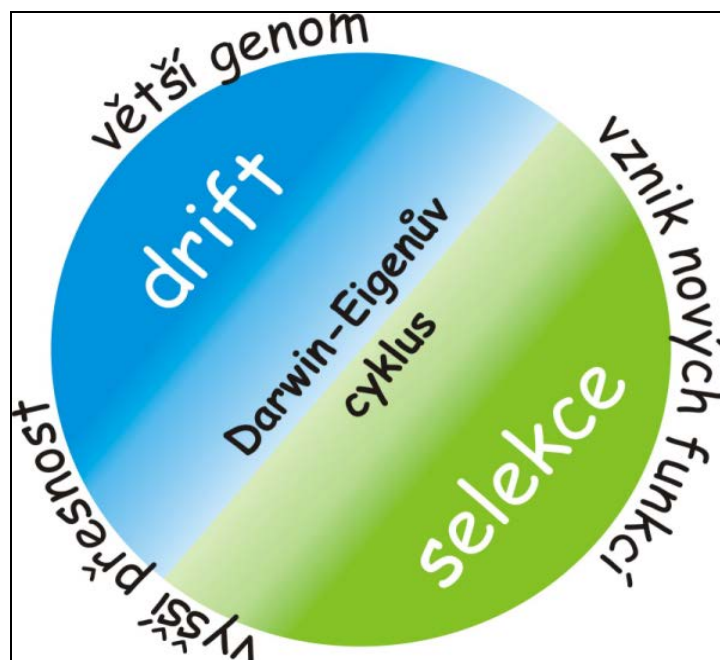 větší genom
drift
vznik nových funkcí
Darwin-Eigenův
cyklus
selekce
vyšší přesnost